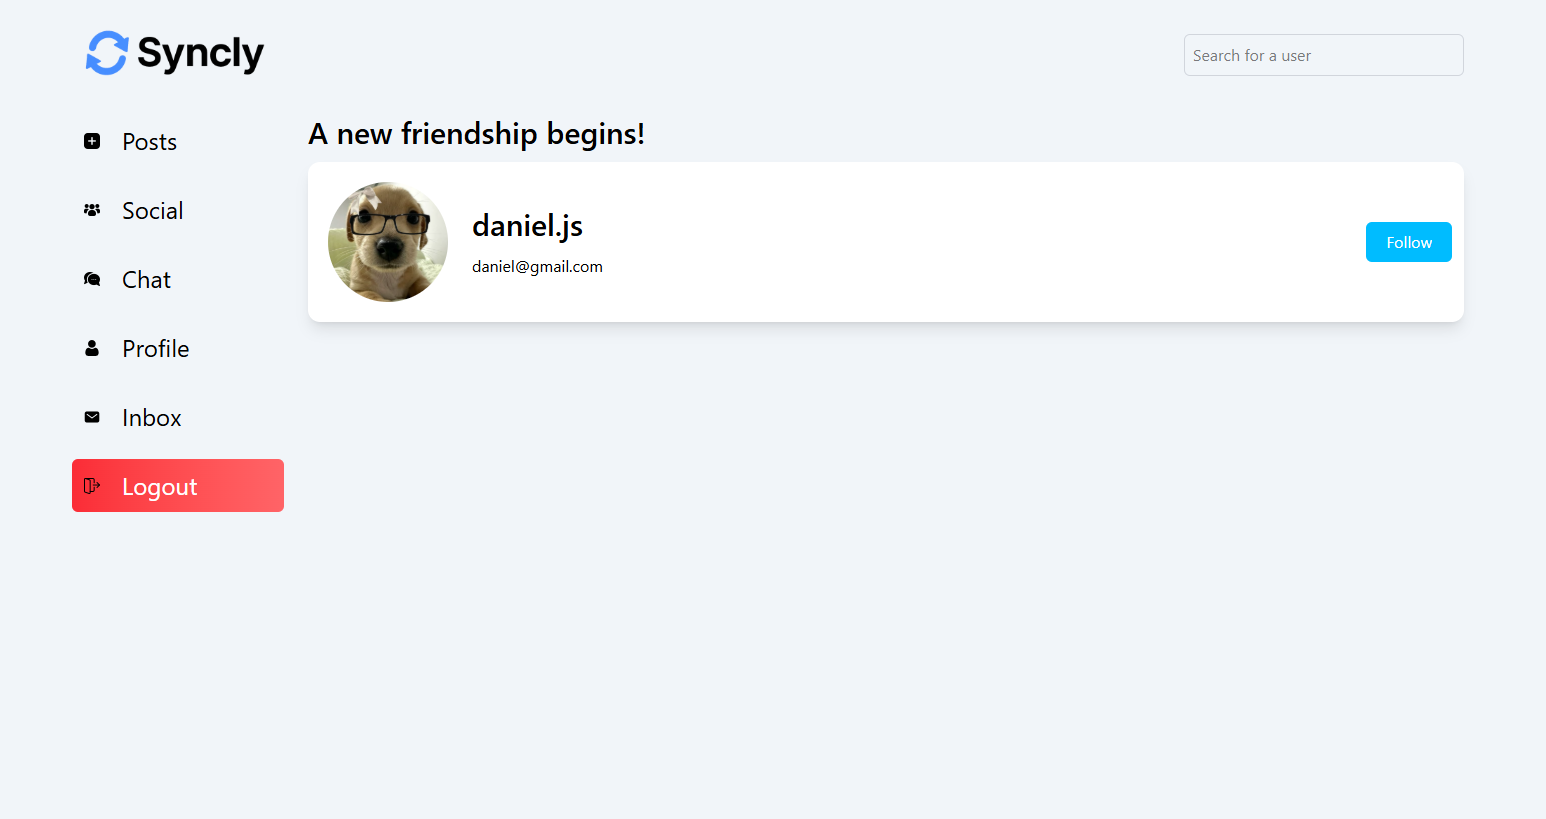 Syncly
Search for a user
Posts
Social
Chat
Profile
Inbox
Logout
A new friendship begins!
daniel.js
daniel@gmail.com
Follow